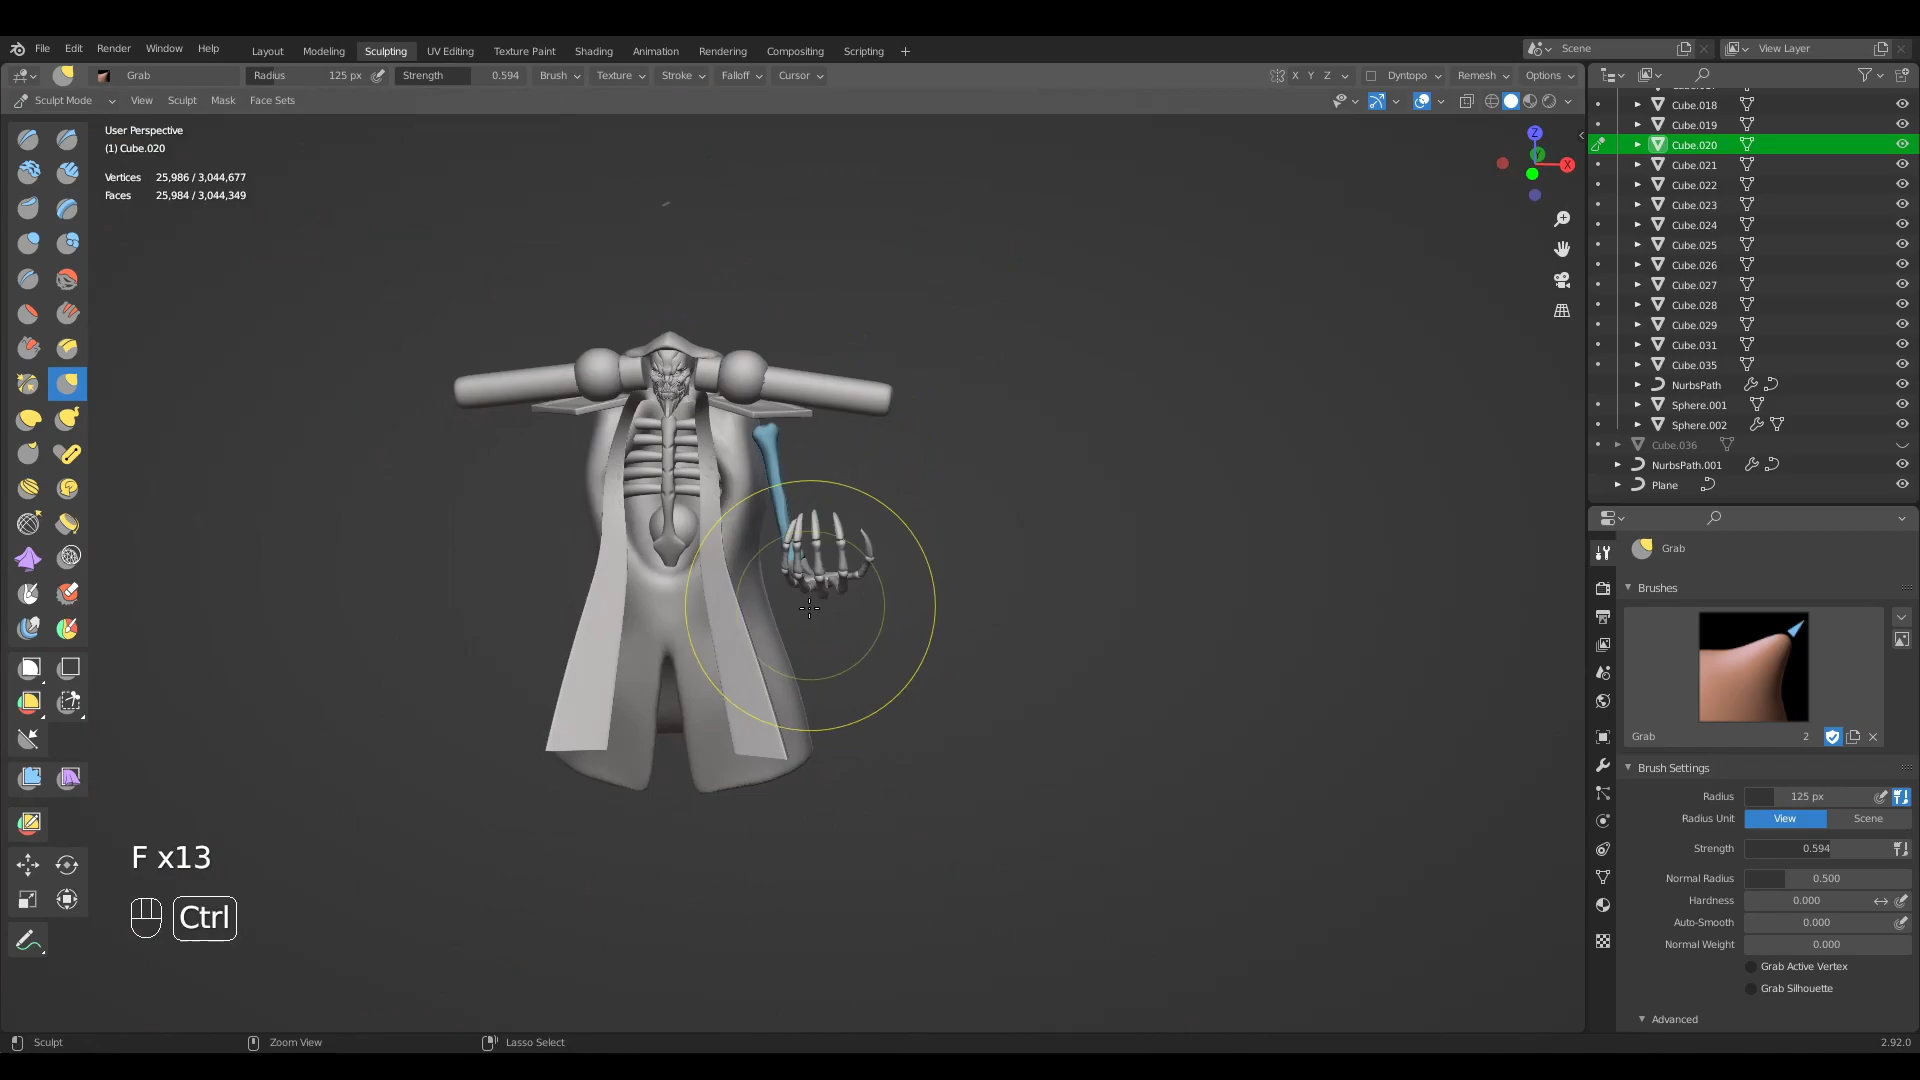 File Edit Render Window Help
Layout Modeling Sculpting UV Editing Texture Paint Shading Animation Rendering Compositing Scripting +
Scene
View Layer
Grab Radius 125 px Strength 0.594 Brush Texture Stroke Falloff Cursor
X Y Z Dyntopo Remesh Options
Sculpt Mode View Sculpt Mask Face Sets
User Perspective
(1) Cube.020
Vertices 25,986 / 3,044,677
Faces 25,984 / 3,044,349
Z
X
Cube.018
Cube.019
Cube.020
Cube.021
Cube.022
Cube.023
Cube.024
Cube.025
Cube.026
Cube.027
Cube.028
Cube.029
Cube.031
Cube.035
NurbsPath
Sphere.001
Sphere.002
Cube.036
NurbsPath.001
Plane
Grab
Brushes
Grab 2
Brush Settings
Radius 125 px
Radius Unit View Scene
Strength 0.594
Normal Radius 0.500
Hardness 0.000
Auto-Smooth 0.000
Normal Weight 0.000
Grab Active Vertex
Grab Silhouette
Advanced
F x13
Ctrl
Sculpt Zoom View Lasso Select 2.92.0